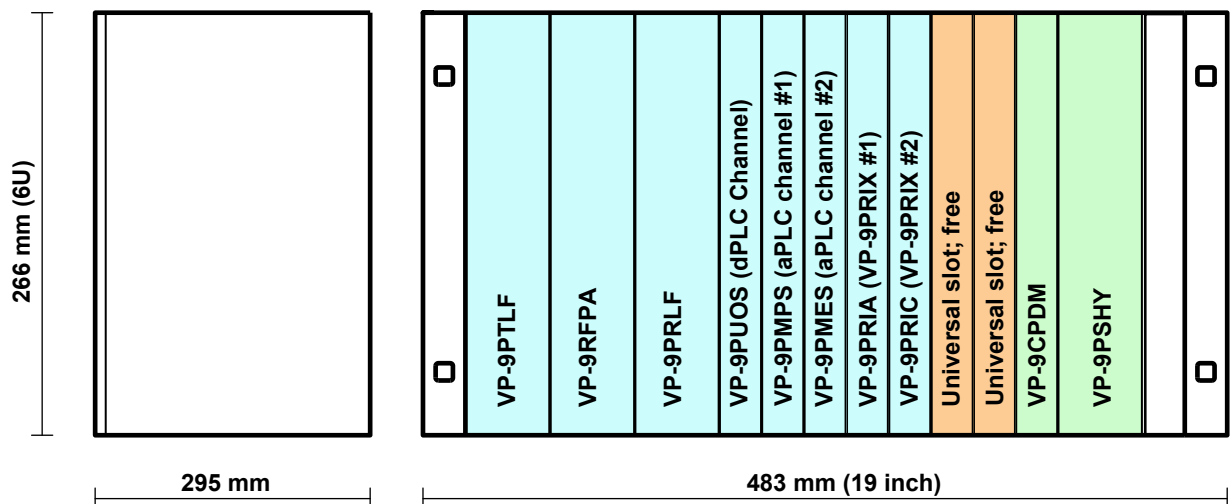 266 mm (6U)
295 mm
VP-9PTLF
VP-9RFPA
VP-9PRLF
VP-9PUOS (dPLC Channel)
VP-9PMPS (aPLC channel #1)
VP-9PMES (aPLC channel #2)
VP-9PRIA (VP-9PRIX #1)
VP-9PRIC (VP-9PRIX #2)
Universal slot; free
Universal slot; free
VP-9CPDM
VP-9PSHY
483 mm (19 inch)